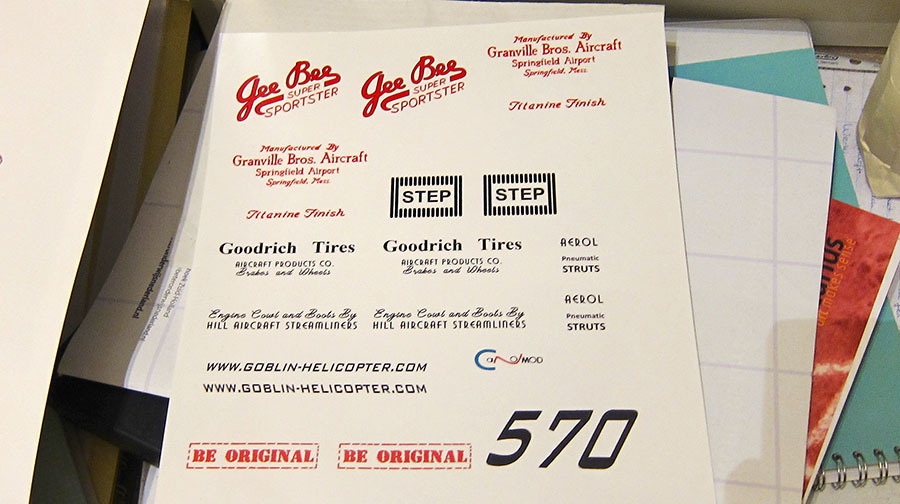 Gee Bee
SUPER
SPORTSTER
Gee Bee
SUPER
SPORTSTER
Manufactured By
Granville Bros. Aircraft
Springfield Airport
Springfield, Mass.
Titanine Finish
Manufactured By
Granville Bros. Aircraft
Springfield Airport
Springfield, Mass.
Titanine Finish
STEP
STEP
Goodrich Tires
AIRCRAFT PRODUCTS CO.
Brakes and Wheels
Goodrich Tires
AIRCRAFT PRODUCTS CO.
Brakes and Wheels
AEROL
Pneumatic
STRUTS
AEROL
Pneumatic
STRUTS
Engine Cowl and Boots By
HILL AIRCRAFT STREAMLINERS
Engine Cowl and Boots By
HILL AIRCRAFT STREAMLINERS
WWW.GOBLIN-HELICOPTER.COM
WWW.GOBLIN-HELICOPTER.COM
BE ORIGINAL
BE ORIGINAL
570